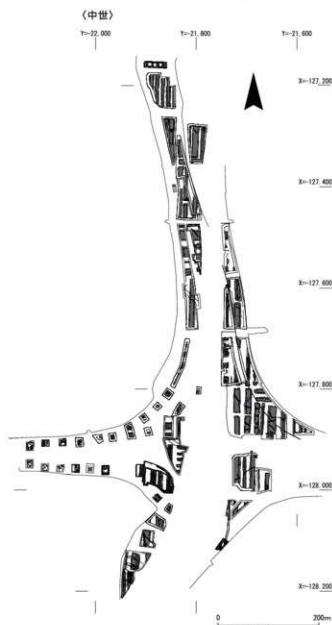 〈中世〉
Y=-22,000
Y=-21,800
Y=-21,600
X=-127,200
X=-127,400
X=-127,600
X=-127,800
X=-128,000
X=-128,200
0 200m